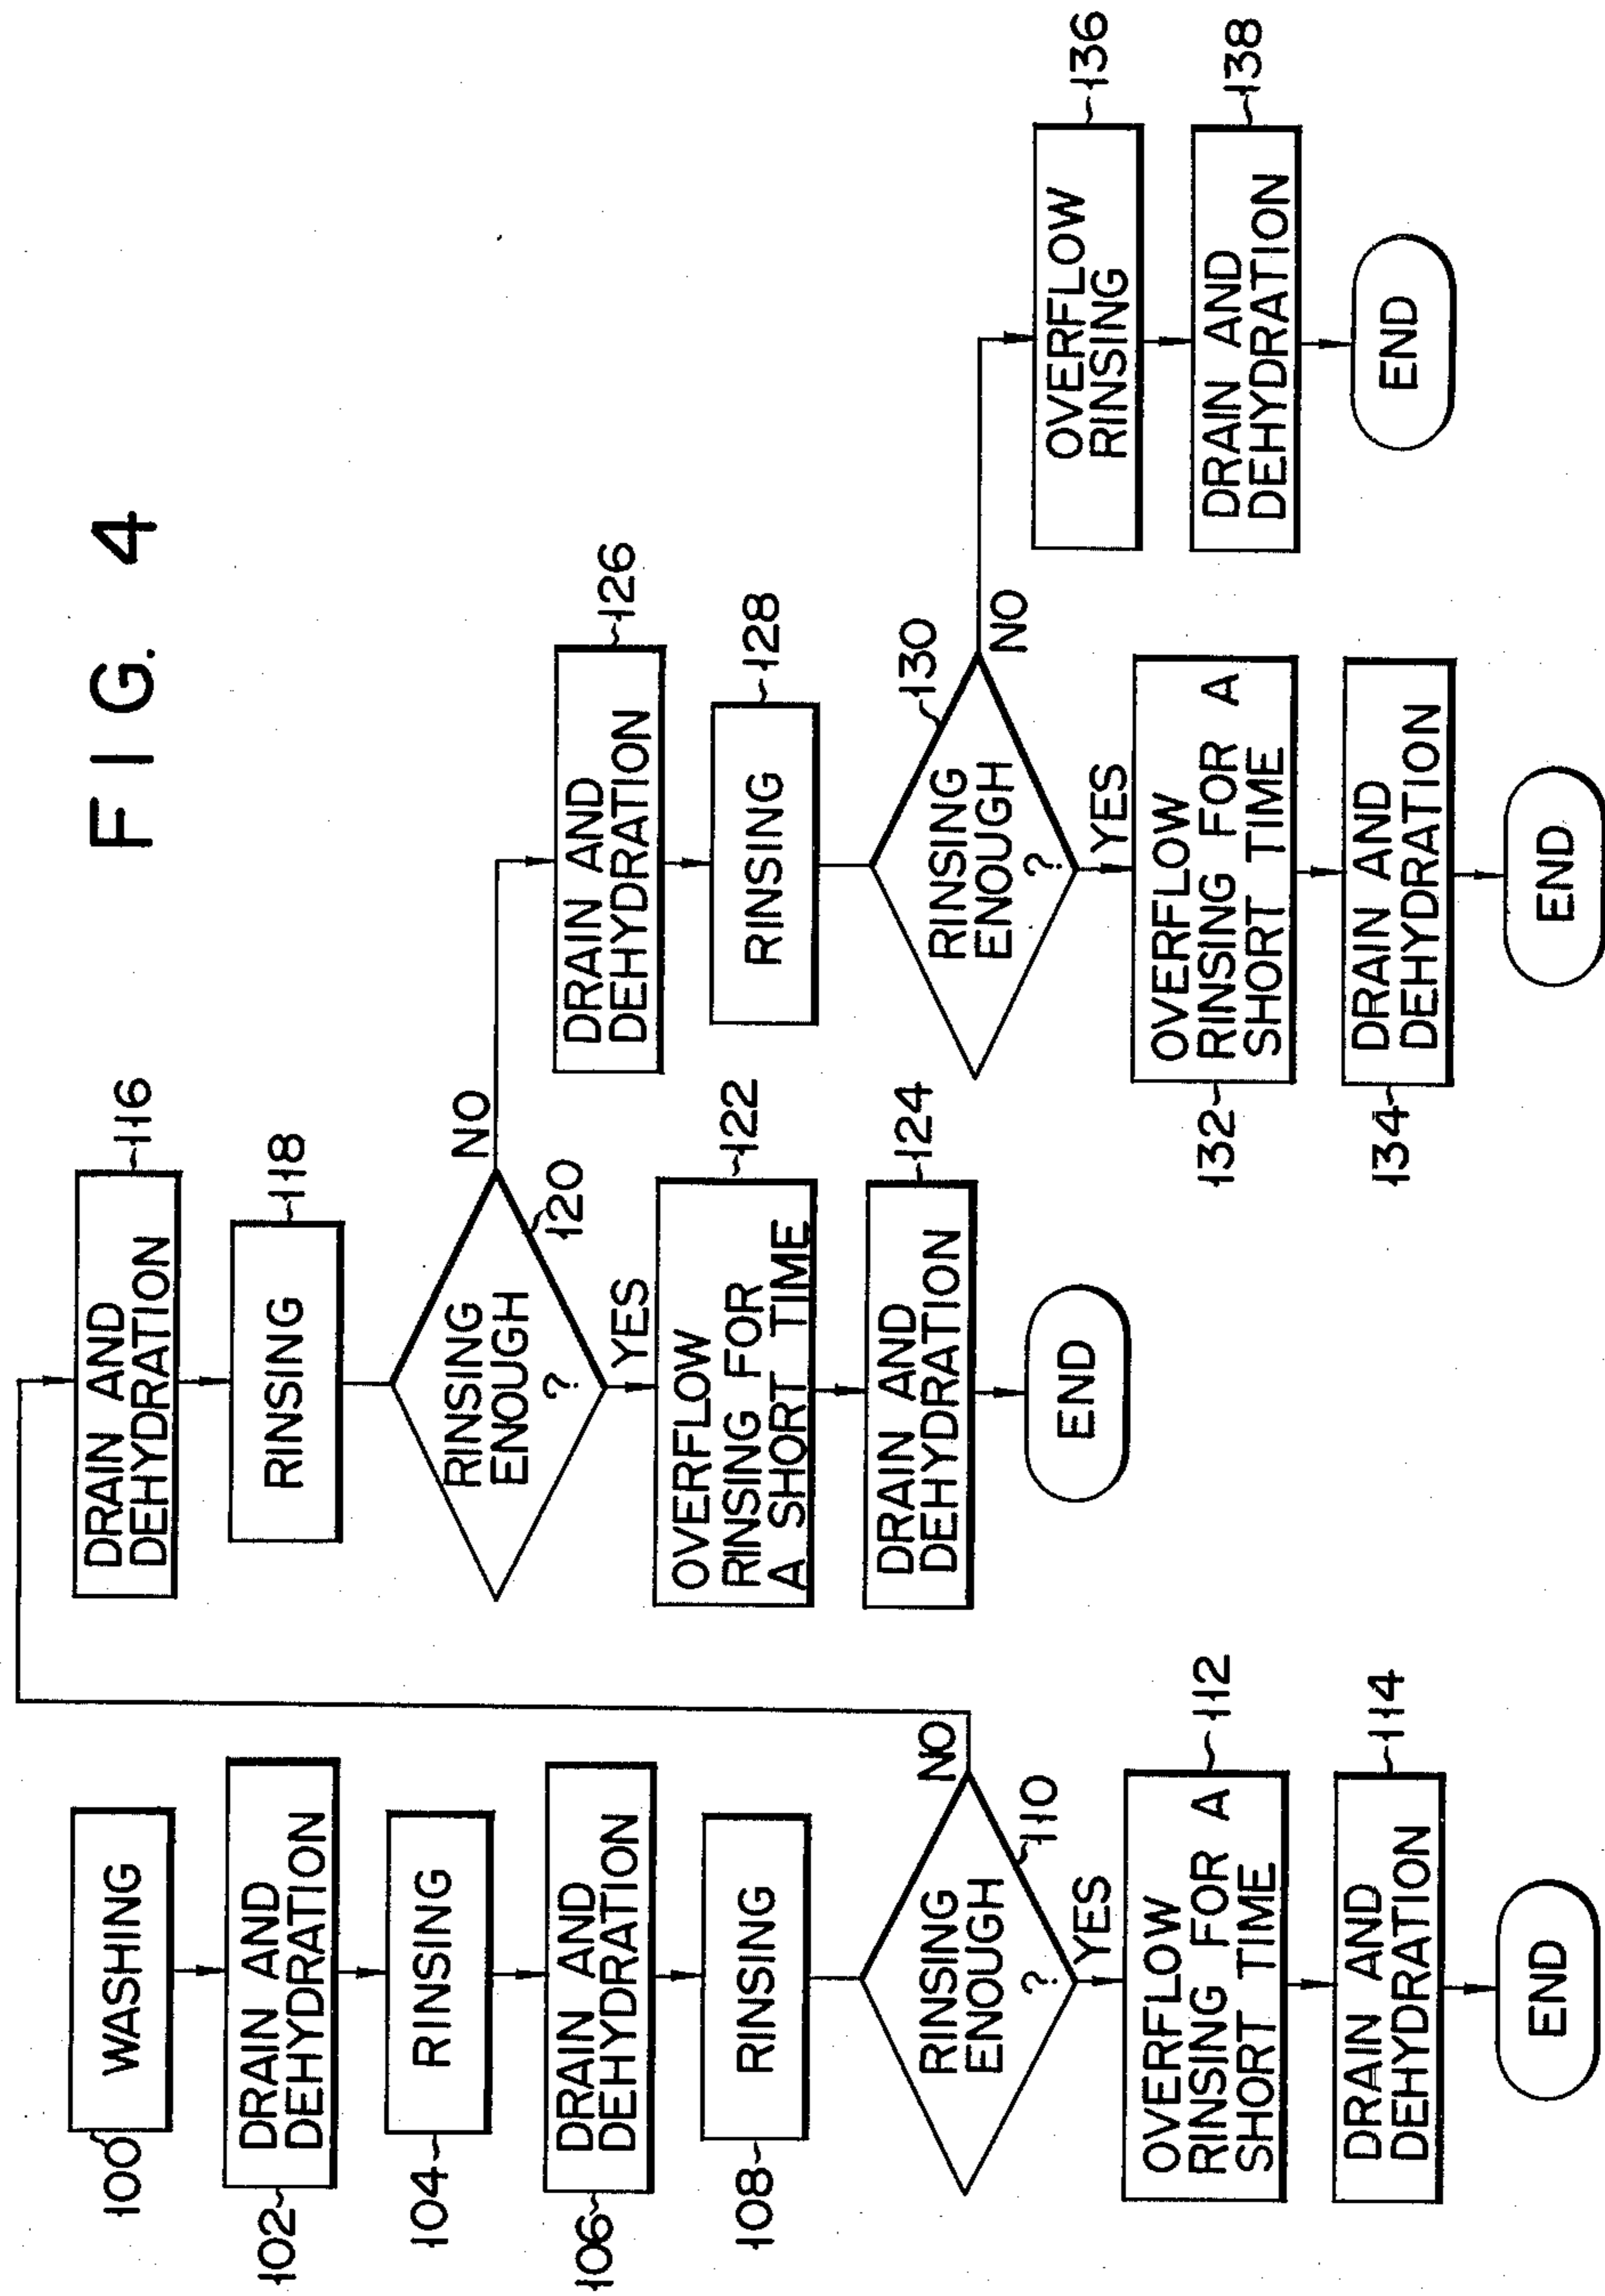 FIG. 4
100
WASHING
102
DRAIN AND
DEHYDRATION
104
RINSING
106
DRAIN AND
DEHYDRATION
108
RINSING
RINSING
ENOUGH
?
110
NO
YES
OVERFLOW
RINSING FOR A
SHORT TIME
112
DRAIN AND
DEHYDRATION
114
END
DRAIN AND
DEHYDRATION
116
RINSING
118
RINSING
ENOUGH
?
120
NO
YES
OVERFLOW
RINSING FOR
A SHORT TIME
122
DRAIN AND
DEHYDRATION
124
END
DRAIN AND
DEHYDRATION
126
RINSING
128
RINSING
ENOUGH
?
130
NO
YES
132
OVERFLOW
RINSING FOR A
SHORT TIME
134
DRAIN AND
DEHYDRATION
END
OVERFLOW
RINSING
136
DRAIN AND
DEHYDRATION
138
END